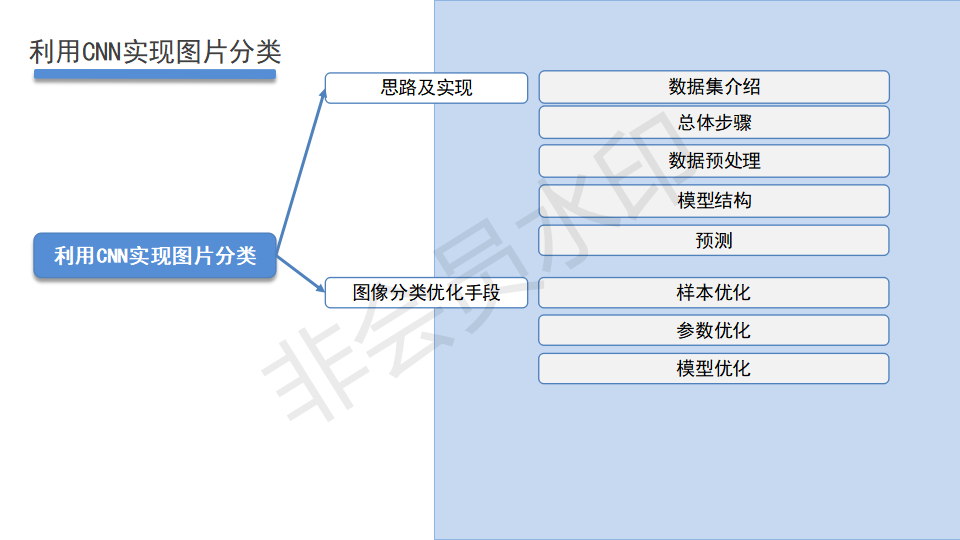 利用CNN实现图片分类
思路及实现
数据集介绍
总体步骤
数据预处理
模型结构
预测
利用CNN实现图片分类
图像分类优化手段
样本优化
参数优化
模型优化
非会员水印